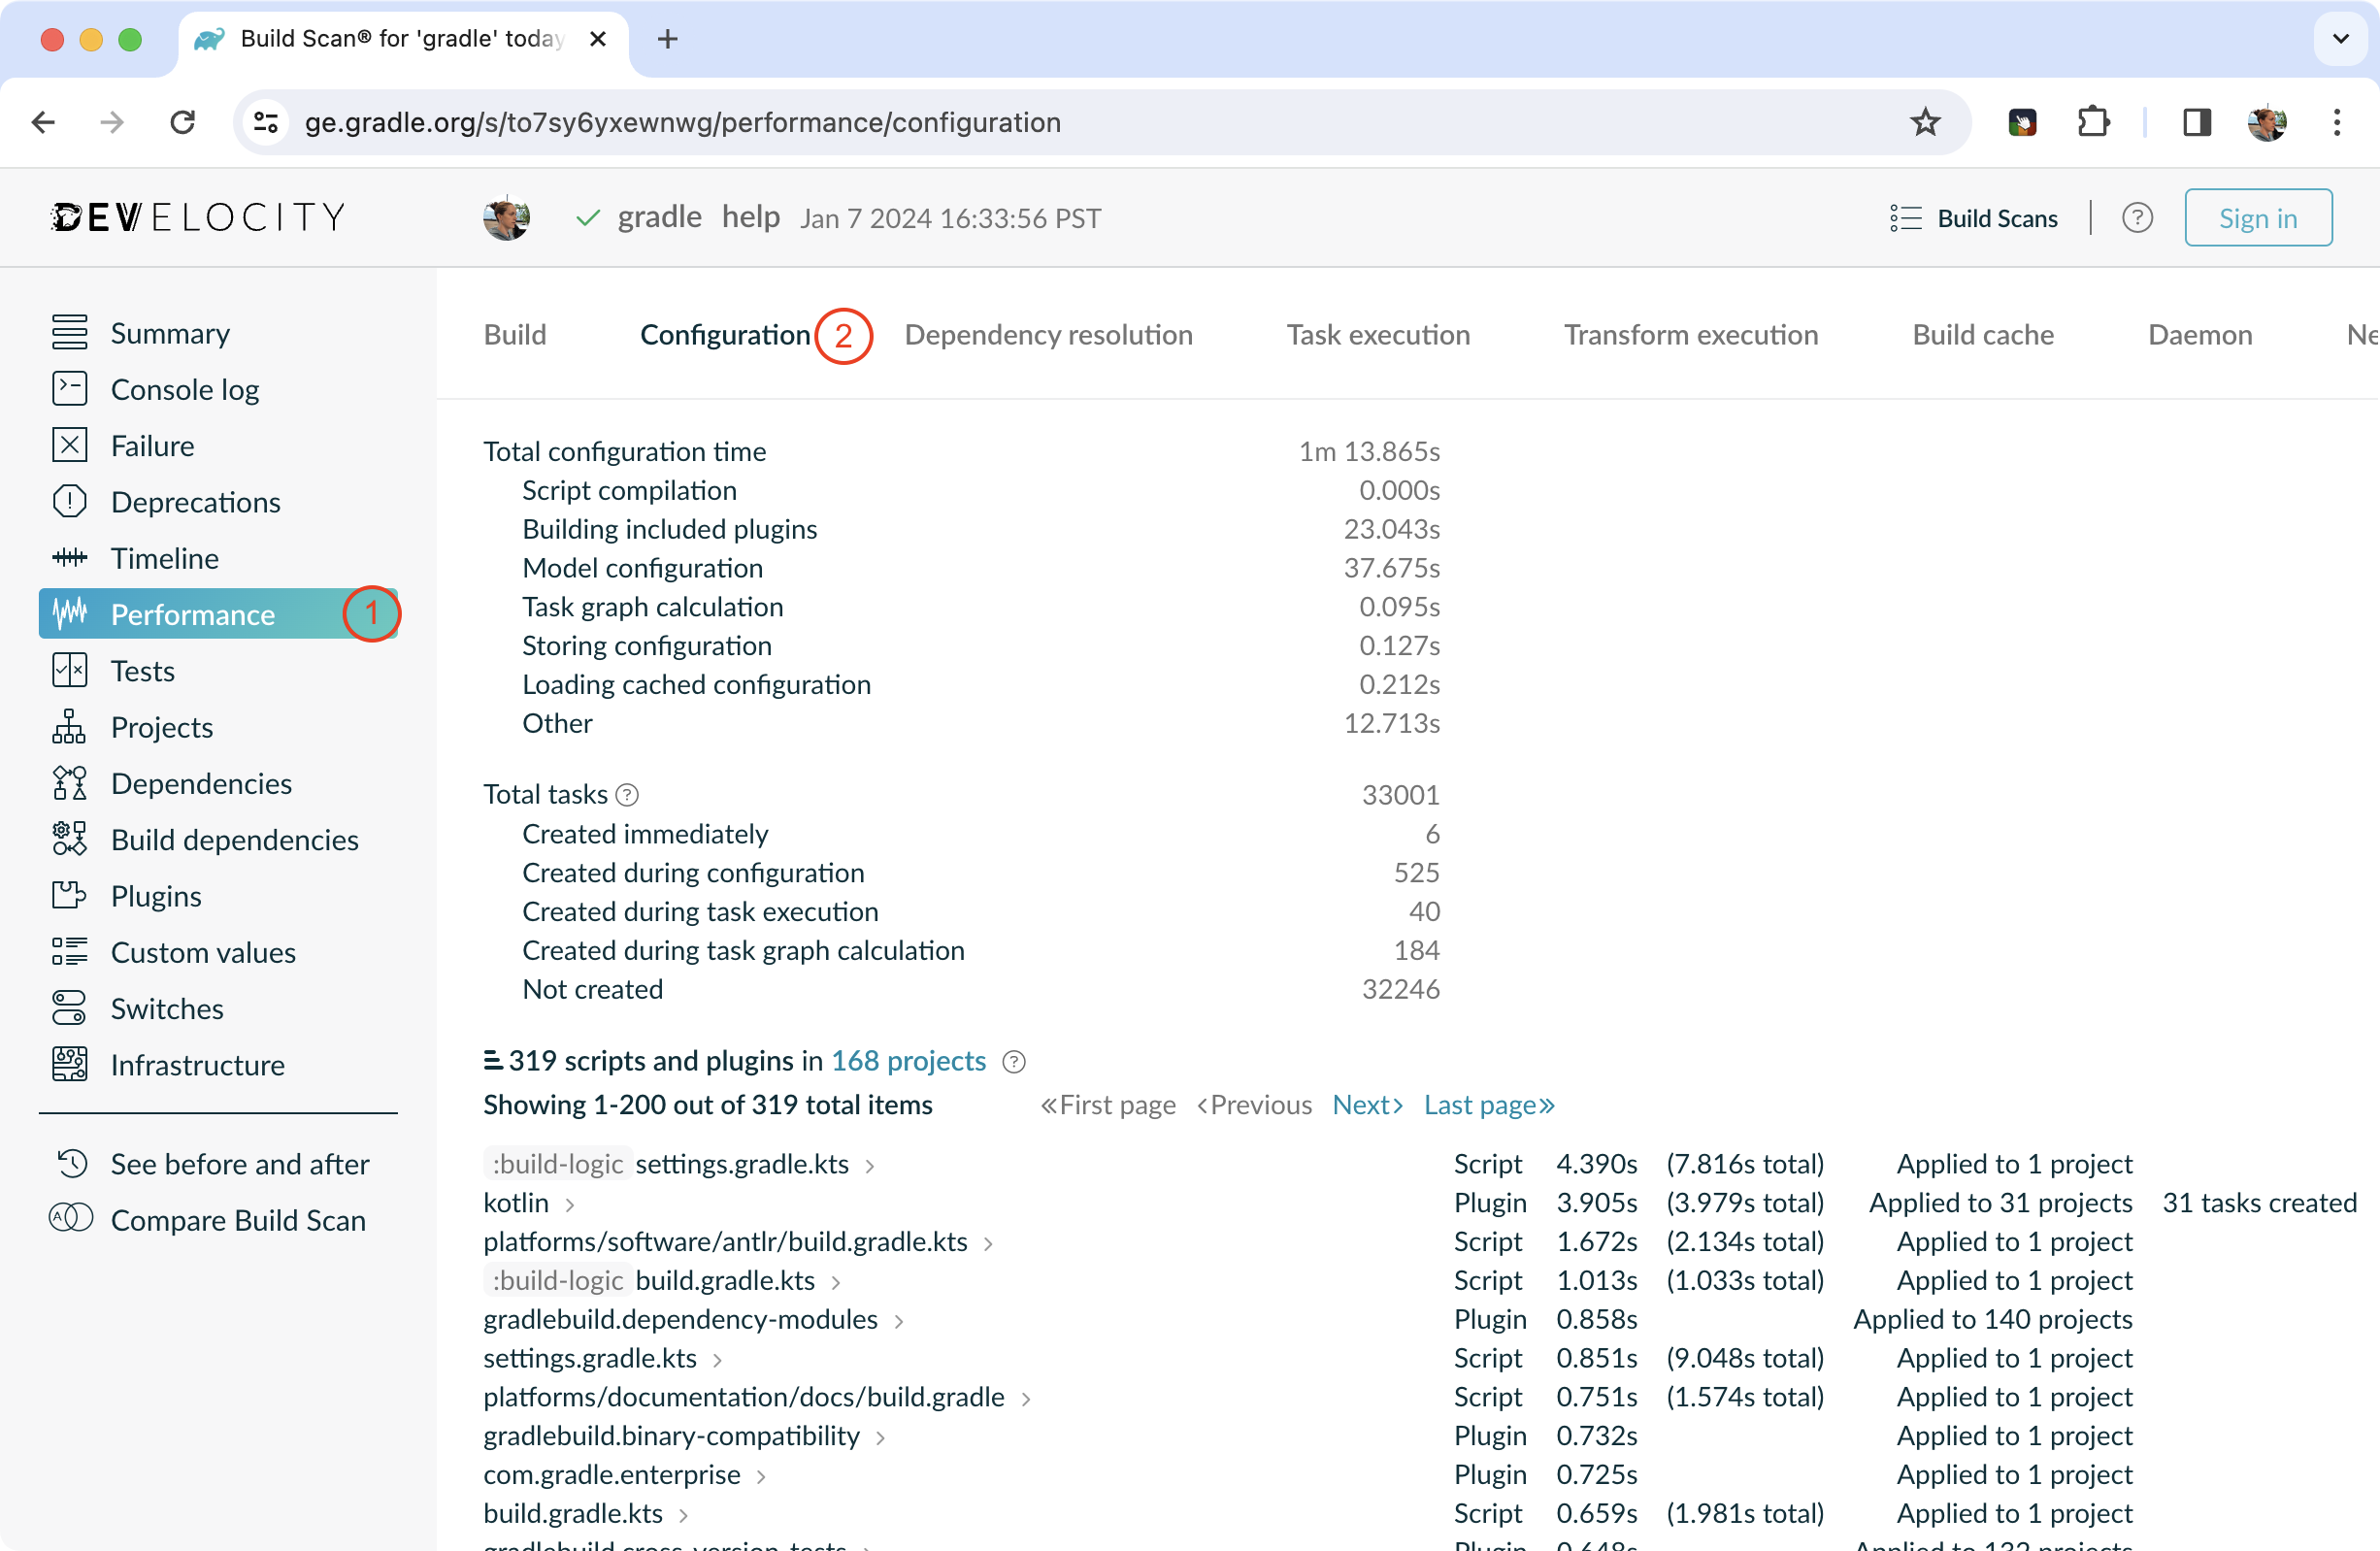 Build Scan® for 'gradle' today
ge.gradle.org/s/to7sy6yxewnwg/performance/configuration
DEVELOCITY
gradle help Jan 7 2024 16:33:56 PST
Build Scans
Sign in
Summary
Console log
Failure
Deprecations
Timeline
Performance 1
Tests
Projects
Dependencies
Build dependencies
Plugins
Custom values
Switches
Infrastructure
See before and after
Compare Build Scan
Build Configuration 2 Dependency resolution Task execution Transform execution Build cache Daemon Ne
Total configuration time 1m 13.865s
Script compilation 0.000s
Building included plugins 23.043s
Model configuration 37.675s
Task graph calculation 0.095s
Storing configuration 0.127s
Loading cached configuration 0.212s
Other 12.713s
Total tasks ? 33001
Created immediately 6
Created during configuration 525
Created during task execution 40
Created during task graph calculation 184
Not created 32246
319 scripts and plugins in 168 projects ?
Showing 1-200 out of 319 total items «First page ‹Previous Next› Last page»
:build-logic settings.gradle.kts › Script 4.390s (7.816s total) Applied to 1 project
kotlin › Plugin 3.905s (3.979s total) Applied to 31 projects 31 tasks created
platforms/software/antlr/build.gradle.kts › Script 1.672s (2.134s total) Applied to 1 project
:build-logic build.gradle.kts › Script 1.013s (1.033s total) Applied to 1 project
gradlebuild.dependency-modules › Plugin 0.858s Applied to 140 projects
settings.gradle.kts › Script 0.851s (9.048s total) Applied to 1 project
platforms/documentation/docs/build.gradle › Script 0.751s (1.574s total) Applied to 1 project
gradlebuild.binary-compatibility › Plugin 0.732s Applied to 1 project
com.gradle.enterprise › Plugin 0.725s Applied to 1 project
build.gradle.kts › Script 0.659s (1.981s total) Applied to 1 project
gradlebuild.cross-version-tests › Plugin 0.648s Applied to 132 projects